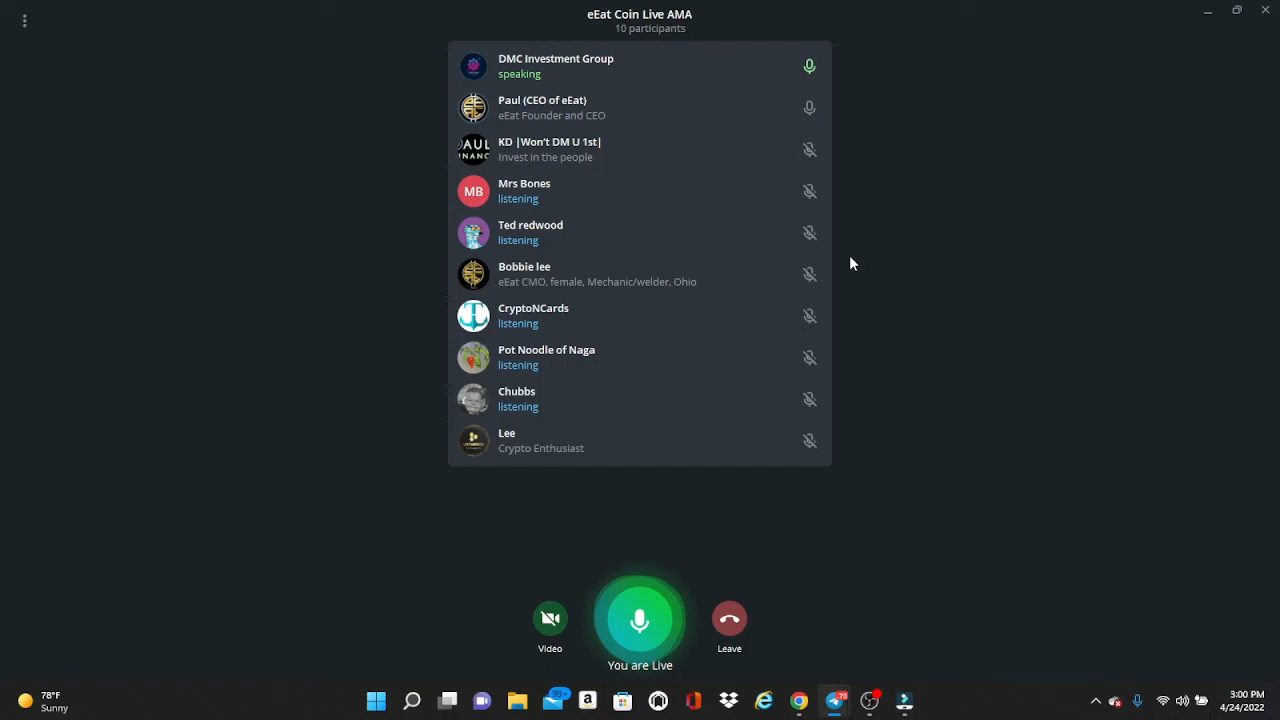 eEat Coin Live AMA
10 participants
DMC Investment Group
speaking
Paul (CEO of eEat)
eEat Founder and CEO
KD |Won't DM U 1st|
Invest in the people
MB
Mrs Bones
listening
Ted redwood
listening
Bobbie lee
eEat CMO, female, Mechanic/welder, Ohio
CryptoNCards
listening
Pot Noodle of Naga
listening
Chubbs
listening
Lee
Crypto Enthusiast
Video
Leave
You are Live
78°F
Sunny
99+
a
70
3:00 PM
4/24/2022